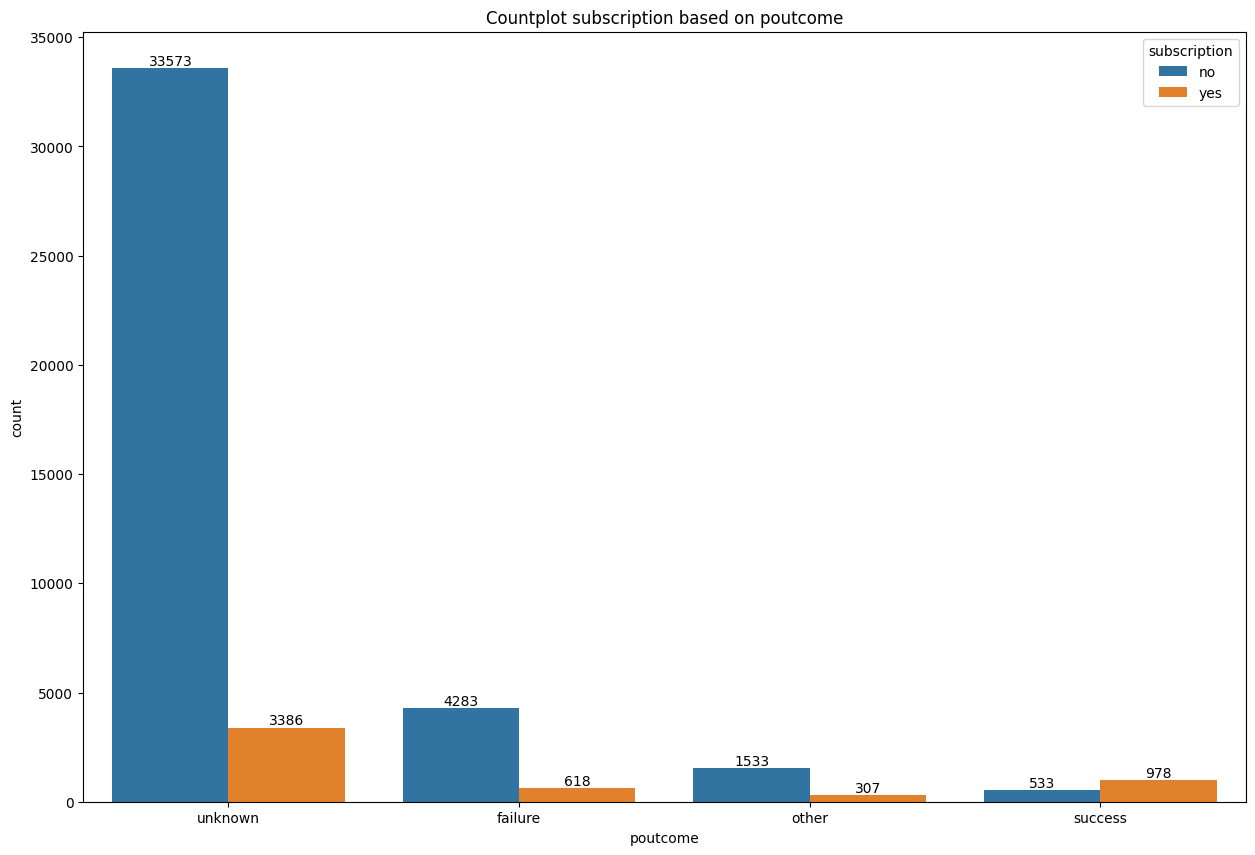 Countplot subscription based on poutcome
35000
30000
25000
20000
15000
10000
5000
0
count
33573
3386
4283
618
1533
307
533
978
subscription
no
yes
unknown
failure
other
success
poutcome